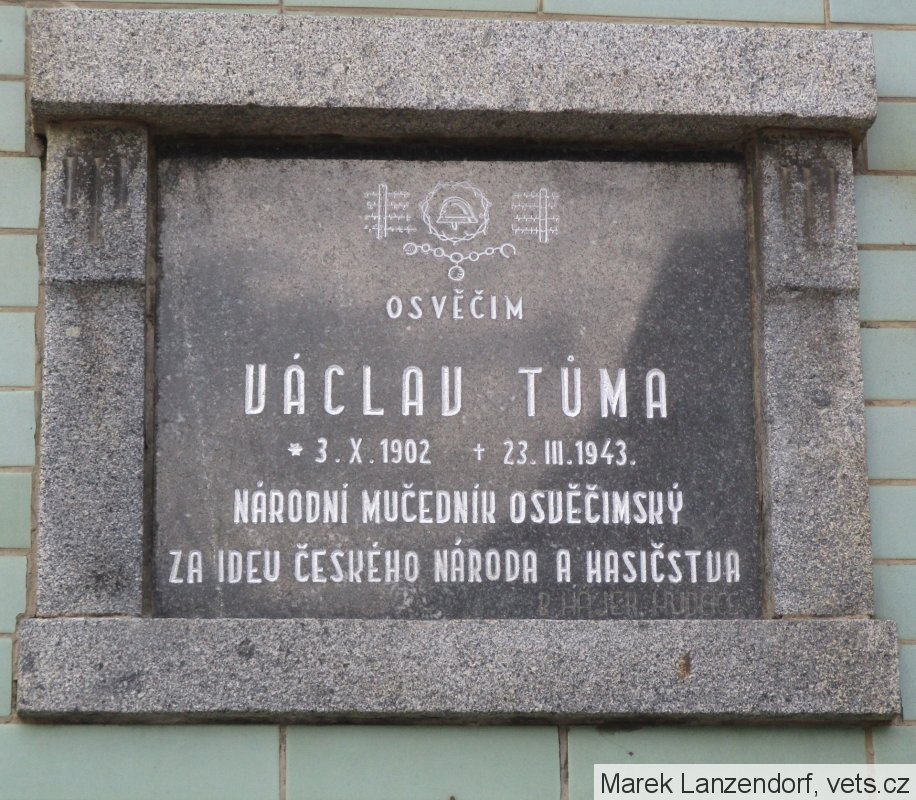 OSVĚČIM
VÁCLAV TŮMA
* 3. X. 1902 + 23. III. 1943.
NÁRODNÍ MUČEDNÍK OSVĚČIMSKÝ
ZA IDEU ČESKÉHO NÁRODA A HASIČSTVA
P. HAJER.
Marek Lanzendorf, vets.cz